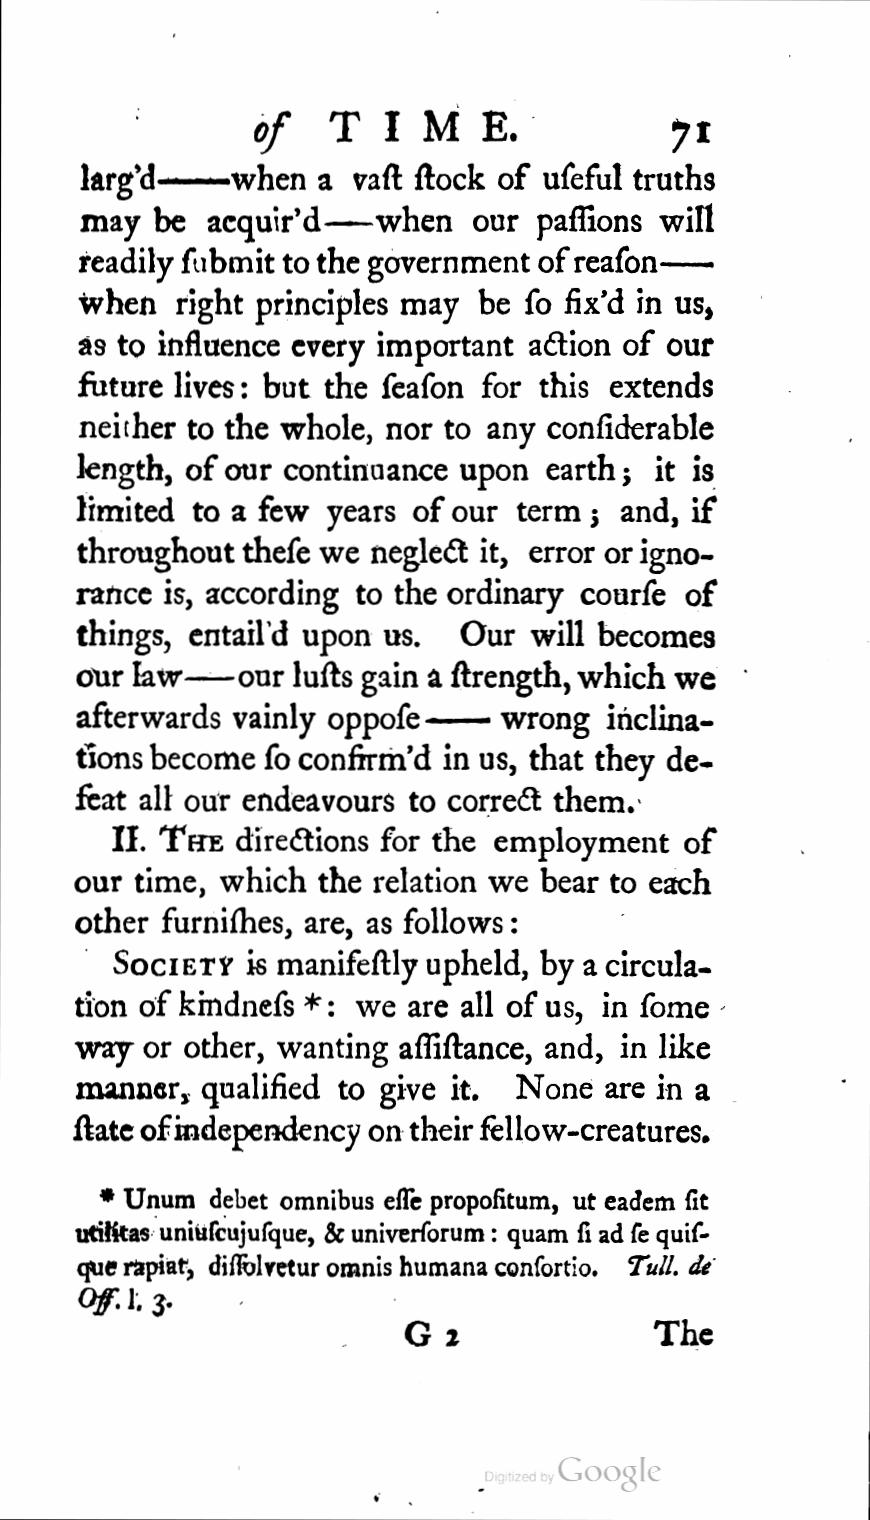 of TIME. 71
larg'd——when a vaſt ſtock of uſeful truths
may be acquir'd——when our paſſions will
readily ſubmit to the government of reaſon——
when right principles may be ſo fix'd in us,
as to influence every important action of our
future lives: but the ſeaſon for this extends
neither to the whole, nor to any conſiderable
length, of our continuance upon earth; it is
limited to a few years of our term; and, if
throughout theſe we neglect it, error or igno-
rance is, according to the ordinary courſe of
things, entail'd upon us. Our will becomes
our law——our luſts gain a ſtrength, which we
afterwards vainly oppoſe—— wrong inclina-
tions become ſo confirm'd in us, that they de-
feat all our endeavours to correct them.
II. THE directions for the employment of
our time, which the relation we bear to each
other furniſhes, are, as follows:
SOCIETY is manifeſtly upheld, by a circula-
tion of kindneſs *: we are all of us, in ſome
way or other, wanting aſſiſtance, and, in like
manner, qualified to give it. None are in a
ſtate of independency on their fellow-creatures.
* Unum debet omnibus eſſe propoſitum, ut eadem ſit
utilitas uniuſcujuſque, & univerſorum: quam ſi ad ſe quiſ-
que rapiat, diſſolvetur omnis humana conſortio. Tull. de
Off. l. 3.
G 2 The
Digitized by Google